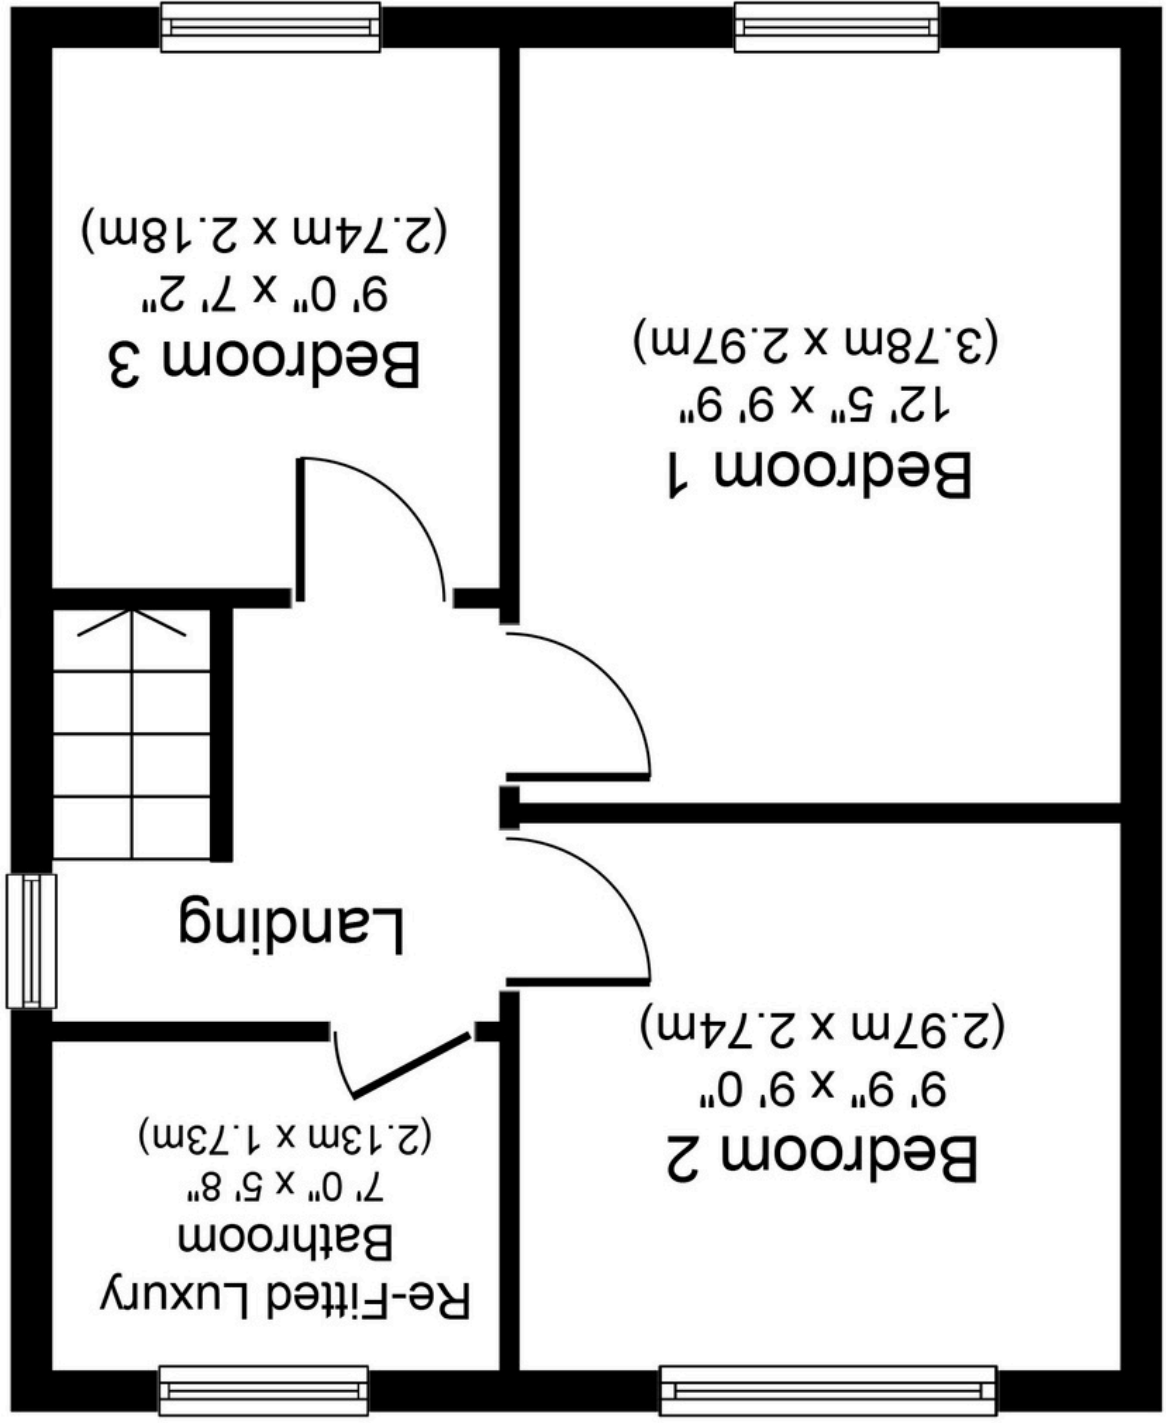 Re-Fitted Luxury
Bathroom
7' 0" x 5' 8"
(2.13m x 1.73m)
Bedroom 2
9' 9" x 9' 0"
(2.97m x 2.74m)
Landing
Bedroom 1
12' 5" x 9' 9"
(3.78m x 2.97m)
Bedroom 3
9' 0" x 7' 2"
(2.74m x 2.18m)